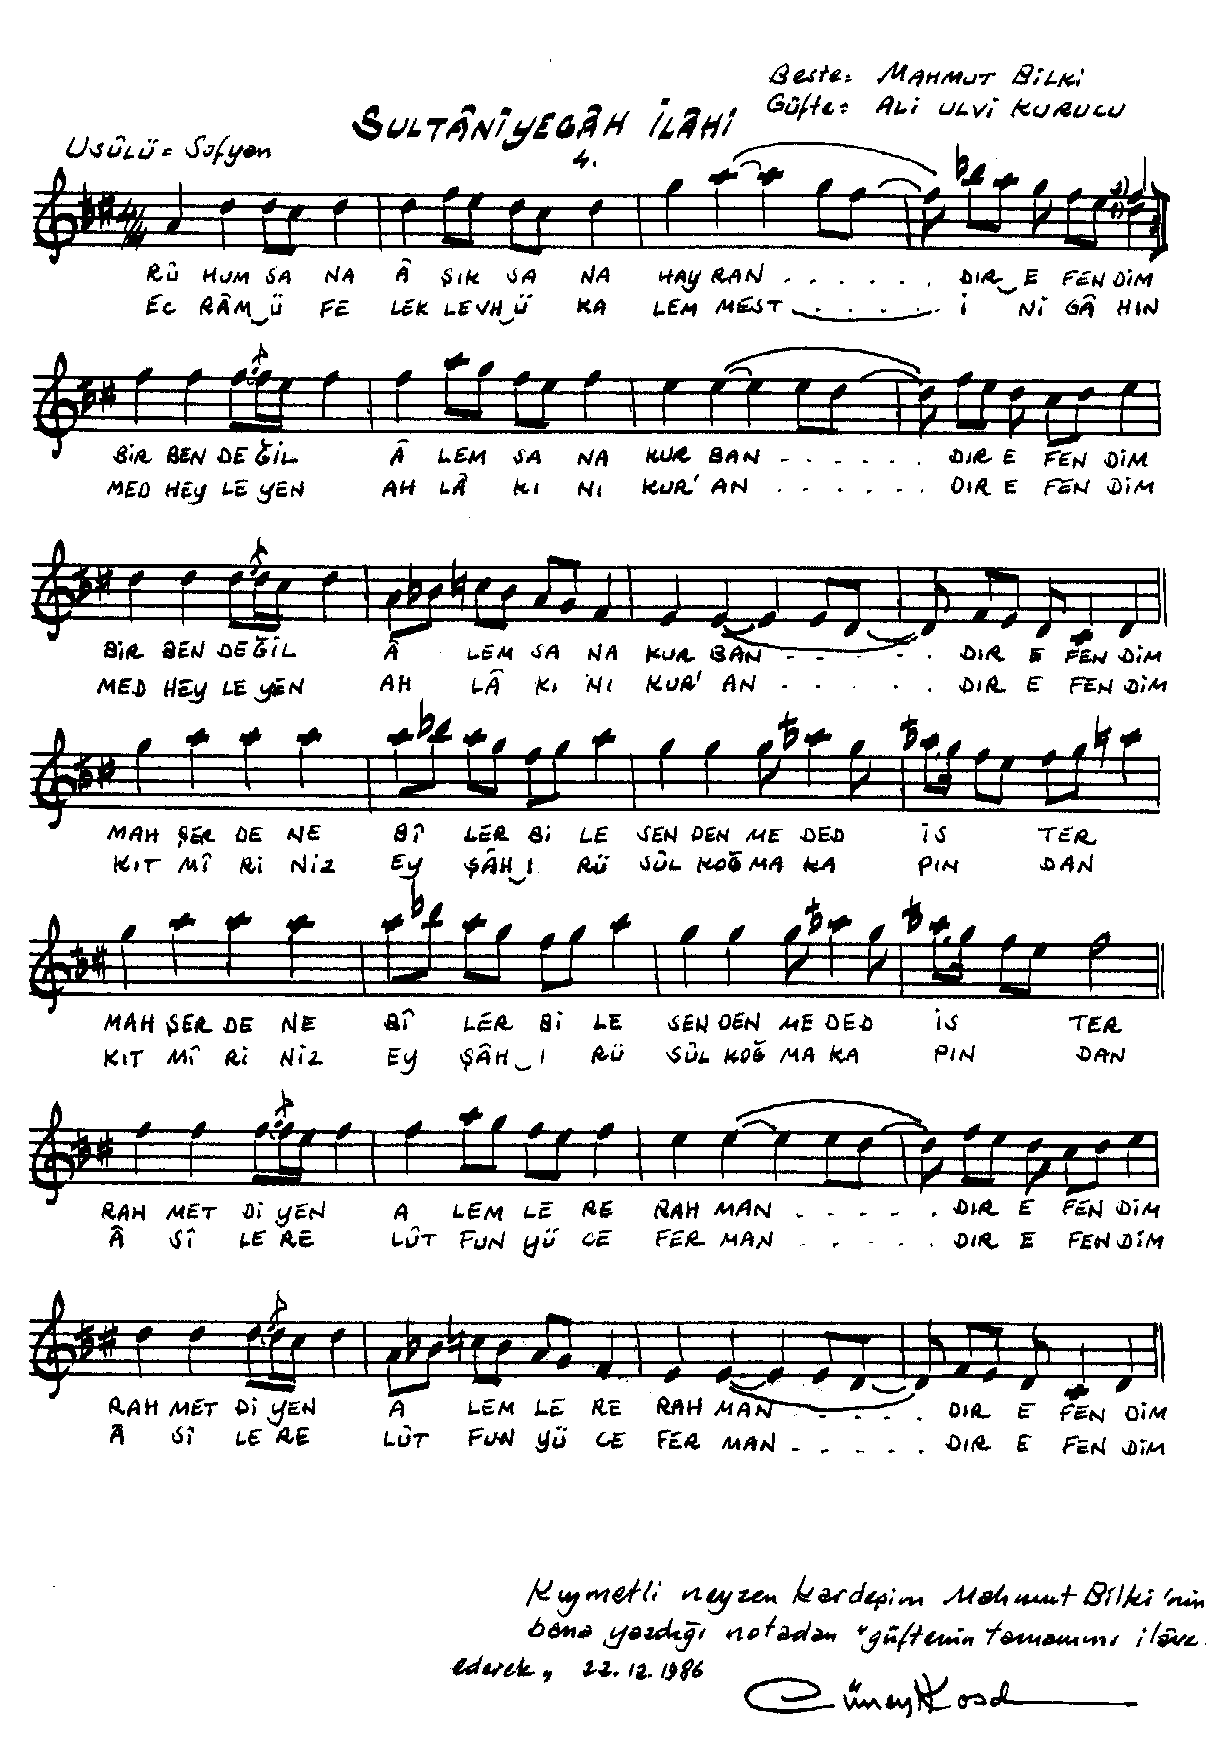 Beste: MAHMUT BİLKİ
Güfte: ALİ ULVİ KURUCU
SULTÂNİYEGÂH İLÂHİ
USÛLÜ= Sofyan
4.
RÛ HUM SA NA Â ŞIK SA NA HAY RAN . . . . . . DIR E FEN DİM
EC RÂM Ü FE LEK LEVH Ü KA LEM MEST . . . . . İ Nİ GÂ HIN
BİR BEN DE ĞİL Â LEM SA NA KUR BAN . . . . . . DIR E FEN DİM
MED HEY LE YEN AH LÂ KI NI KUR' AN . . . . . . DIR E FEN DİM
BİR BEN DE ĞİL Â LEM SA NA KUR BAN . . . . . . DIR E FEN DİM
MED HEY LE YEN AH LÂ KI NI KUR' AN . . . . . DIR E FEN DİM
MAH ŞER DE NE BÎ LER Bİ LE SEN DEN ME DED İS TER
KIT MÎ Rİ NİZ EY ŞÂH I RÜ SÜL KOĞ MA KA PIN DAN
MAH ŞER DE NE BÎ LER Bİ LE SEN DEN ME DED İS TER
KIT MÎ Rİ NİZ EY ŞÂH I RÜ SÜL KOĞ MA KA PIN DAN
RAH MET Dİ YEN A LEM LE RE RAH MAN . . . . . DIR E FEN DİM
Â SÎ LE RE LÛT FUN YÜ CE FER MAN . . . . . DIR E FEN DİM
RAH MET Dİ YEN A LEM LE RE RAH MAN . . . . DIR E FEN DİM
Â SÎ LE RE LÛT FUN YÜ CE FER MAN . . . . . DIR E FEN DİM
Kıymetli neyzen kardeşim Mahmut Bilki'nin
bana yazdığı notadan "güftenin tamamını ilâve
ederek„ 22.12.1986
Cüneyt Kosal